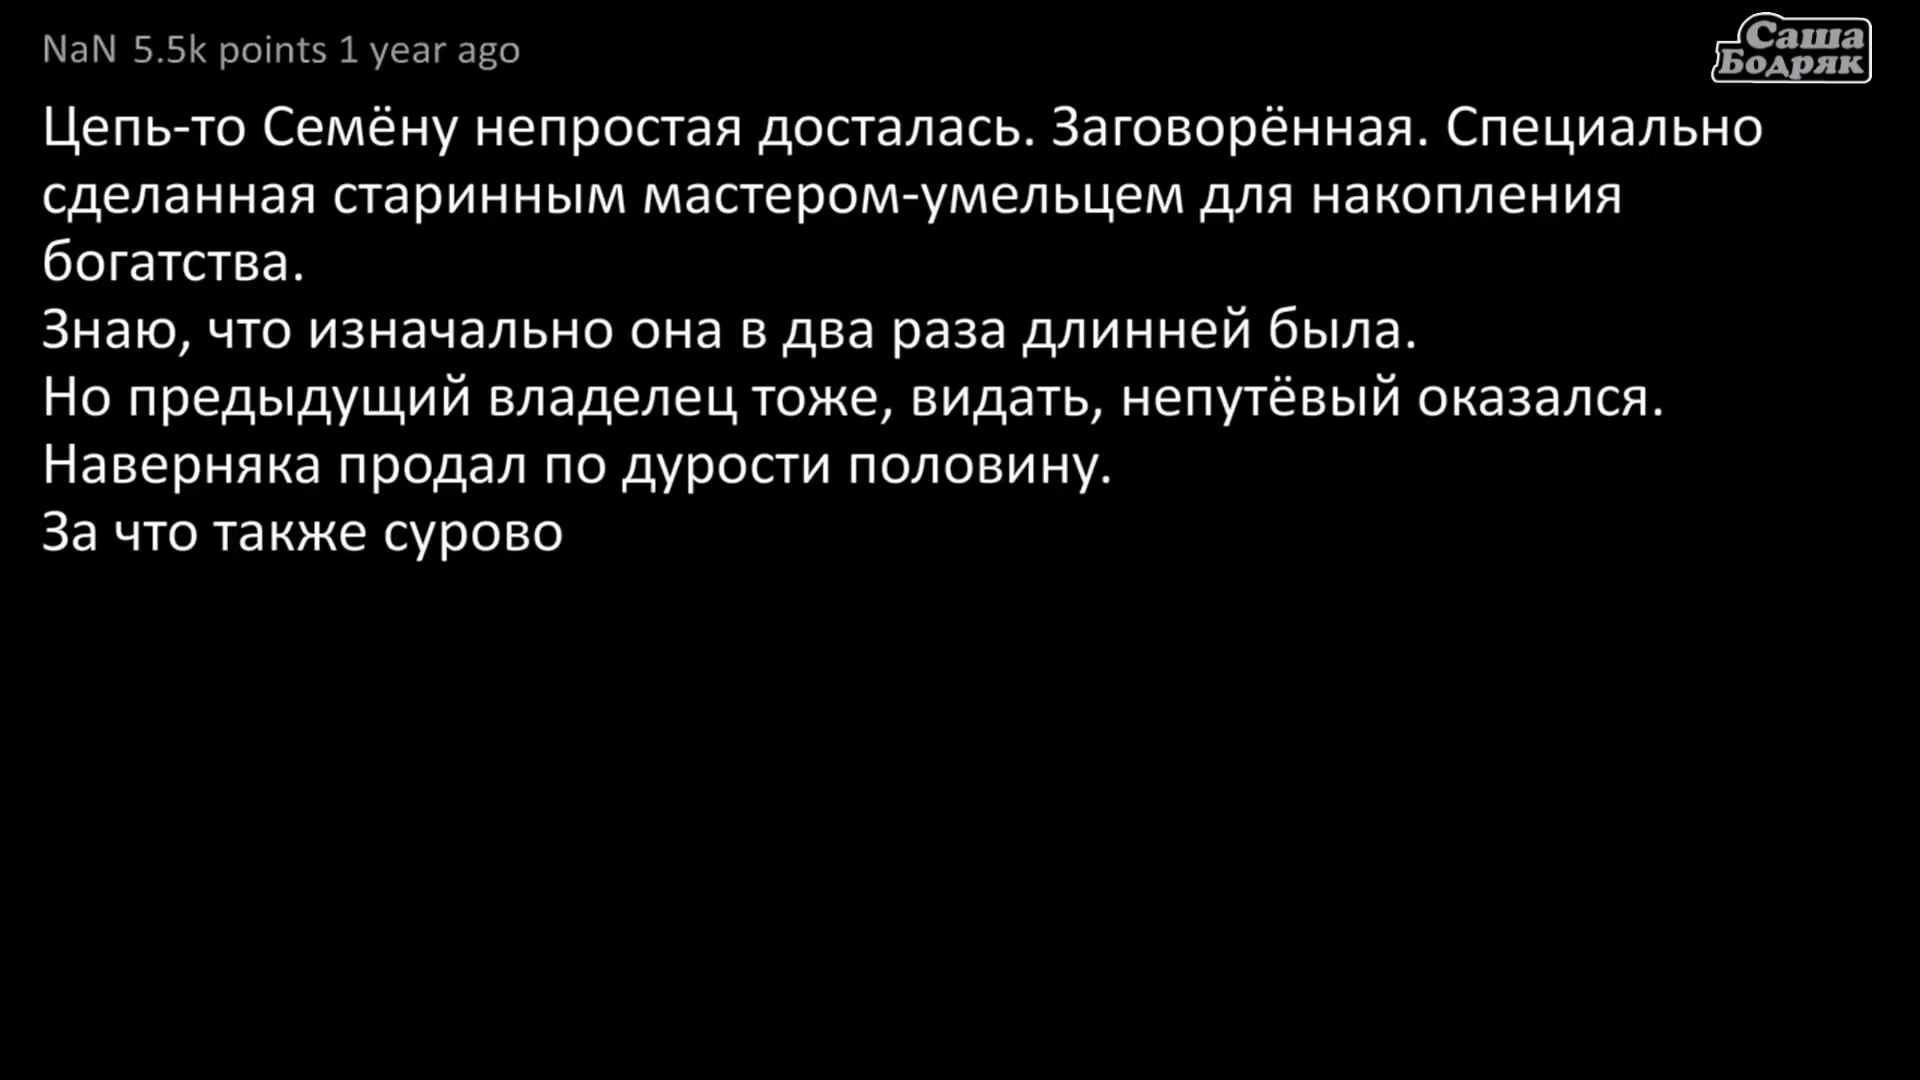 NaN 5.5k points 1 year ago
Саша
Бодряк
Цепь-то Семёну непростая досталась. Заговорённая. Специально
сделанная старинным мастером-умельцем для накопления
богатства.
Знаю, что изначально она в два раза длинней была.
Но предыдущий владелец тоже, видать, непутёвый оказался.
Наверняка продал по дурости половину.
За что также сурово